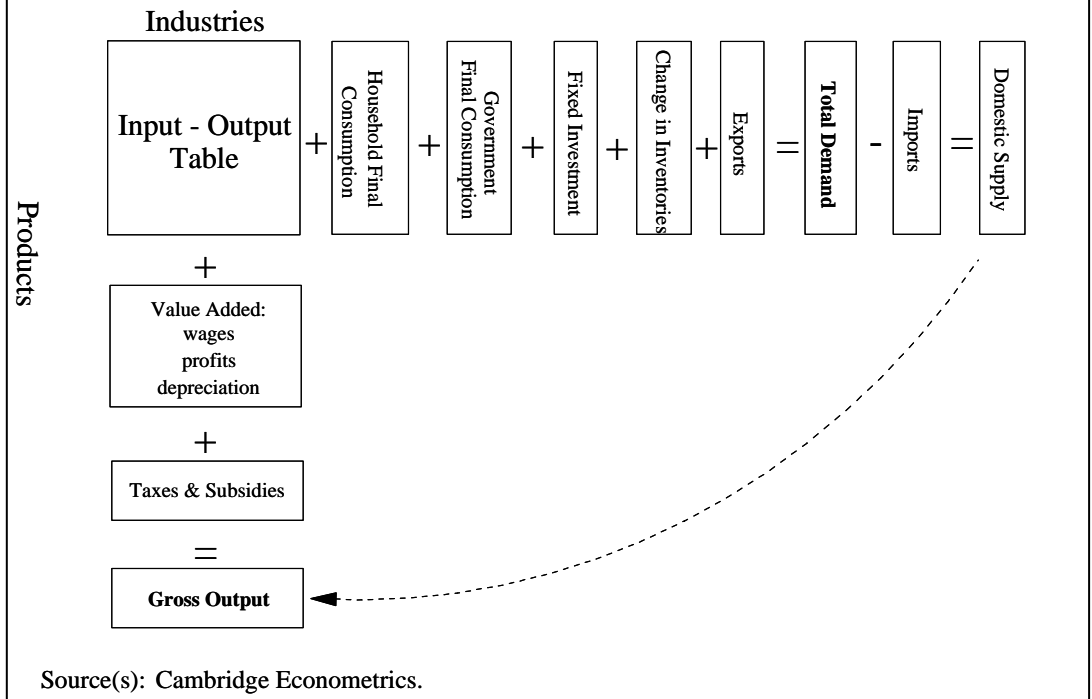 Industries
Products
Input - Output
Table
+
Household Final
Consumption
+
Government
Final Consumption
+
Fixed Investment
+
Change in Inventories
+
Exports
=
Total Demand
-
Imports
=
Domestic Supply
+
Value Added:
wages
profits
depreciation
+
Taxes & Subsidies
=
Gross Output
Source(s): Cambridge Econometrics.